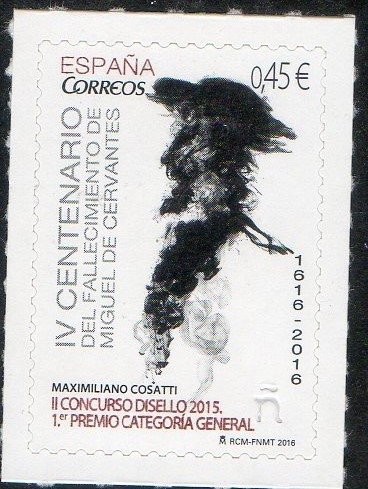 ESPAÑA
CORREOS
0,45 €
IV CENTENARIO
DEL FALLECIMIENTO DE
MIGUEL DE CERVANTES
1616-2016
MAXIMILIANO COSATTI
II CONCURSO DISELLO 2015.
1.er PREMIO CATEGORÍA GENERAL
ñ
RCM-FNMT 2016